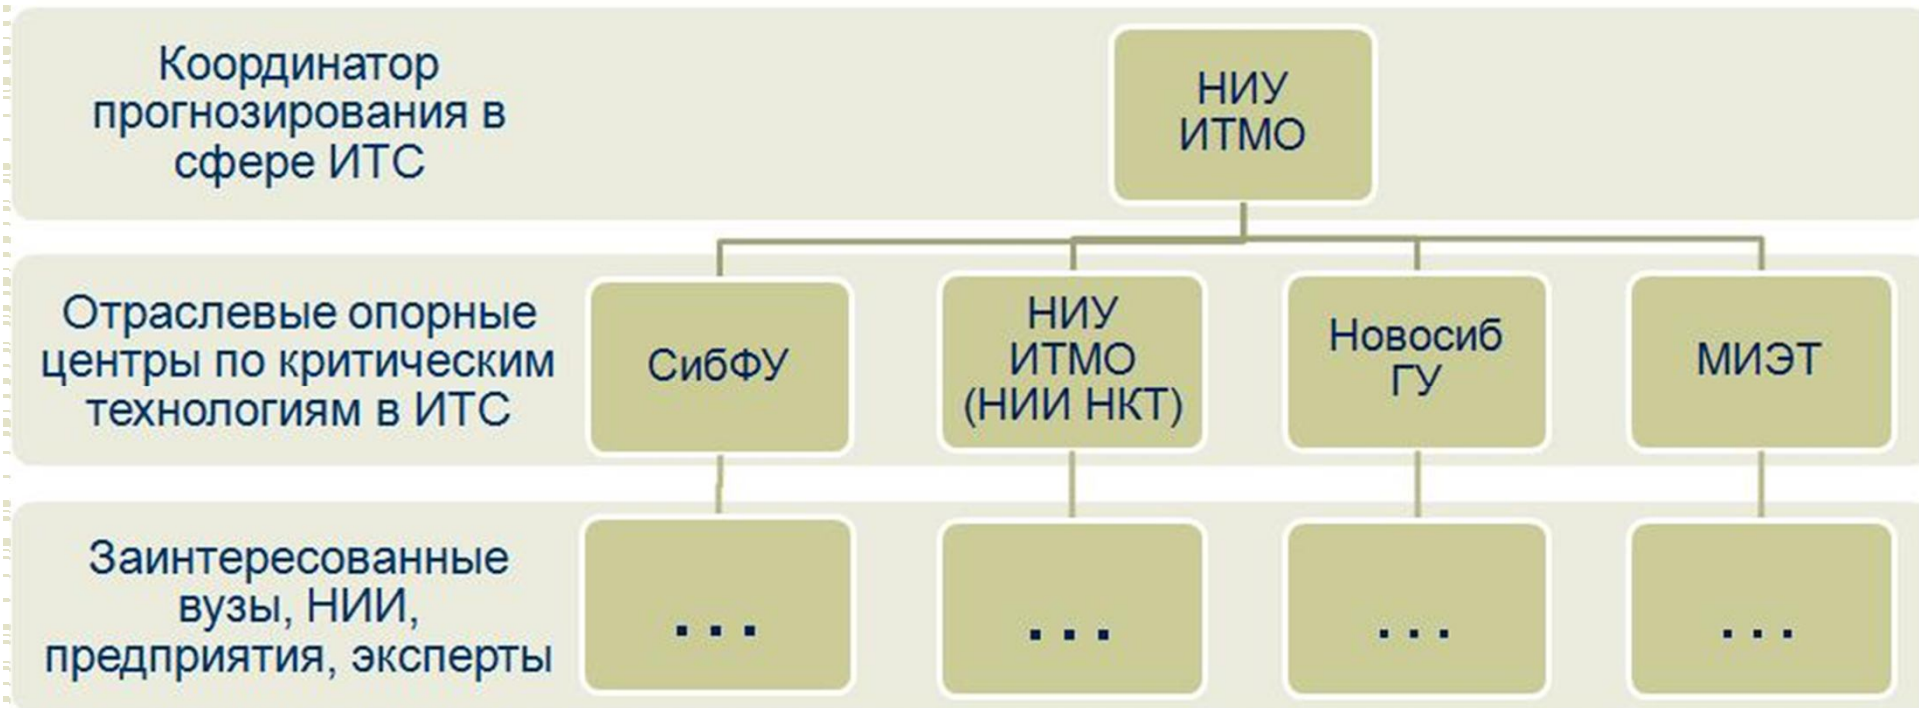 Координатор
прогнозирования в
сфере ИТС
НИУ
ИТМО
Отраслевые опорные
центры по критическим
технологиям в ИТС
СибФУ
НИУ
ИТМО
(НИИ НКТ)
Новосиб
ГУ
МИЭТ
Заинтересованные
вузы, НИИ,
предприятия, эксперты
...
...
...
...